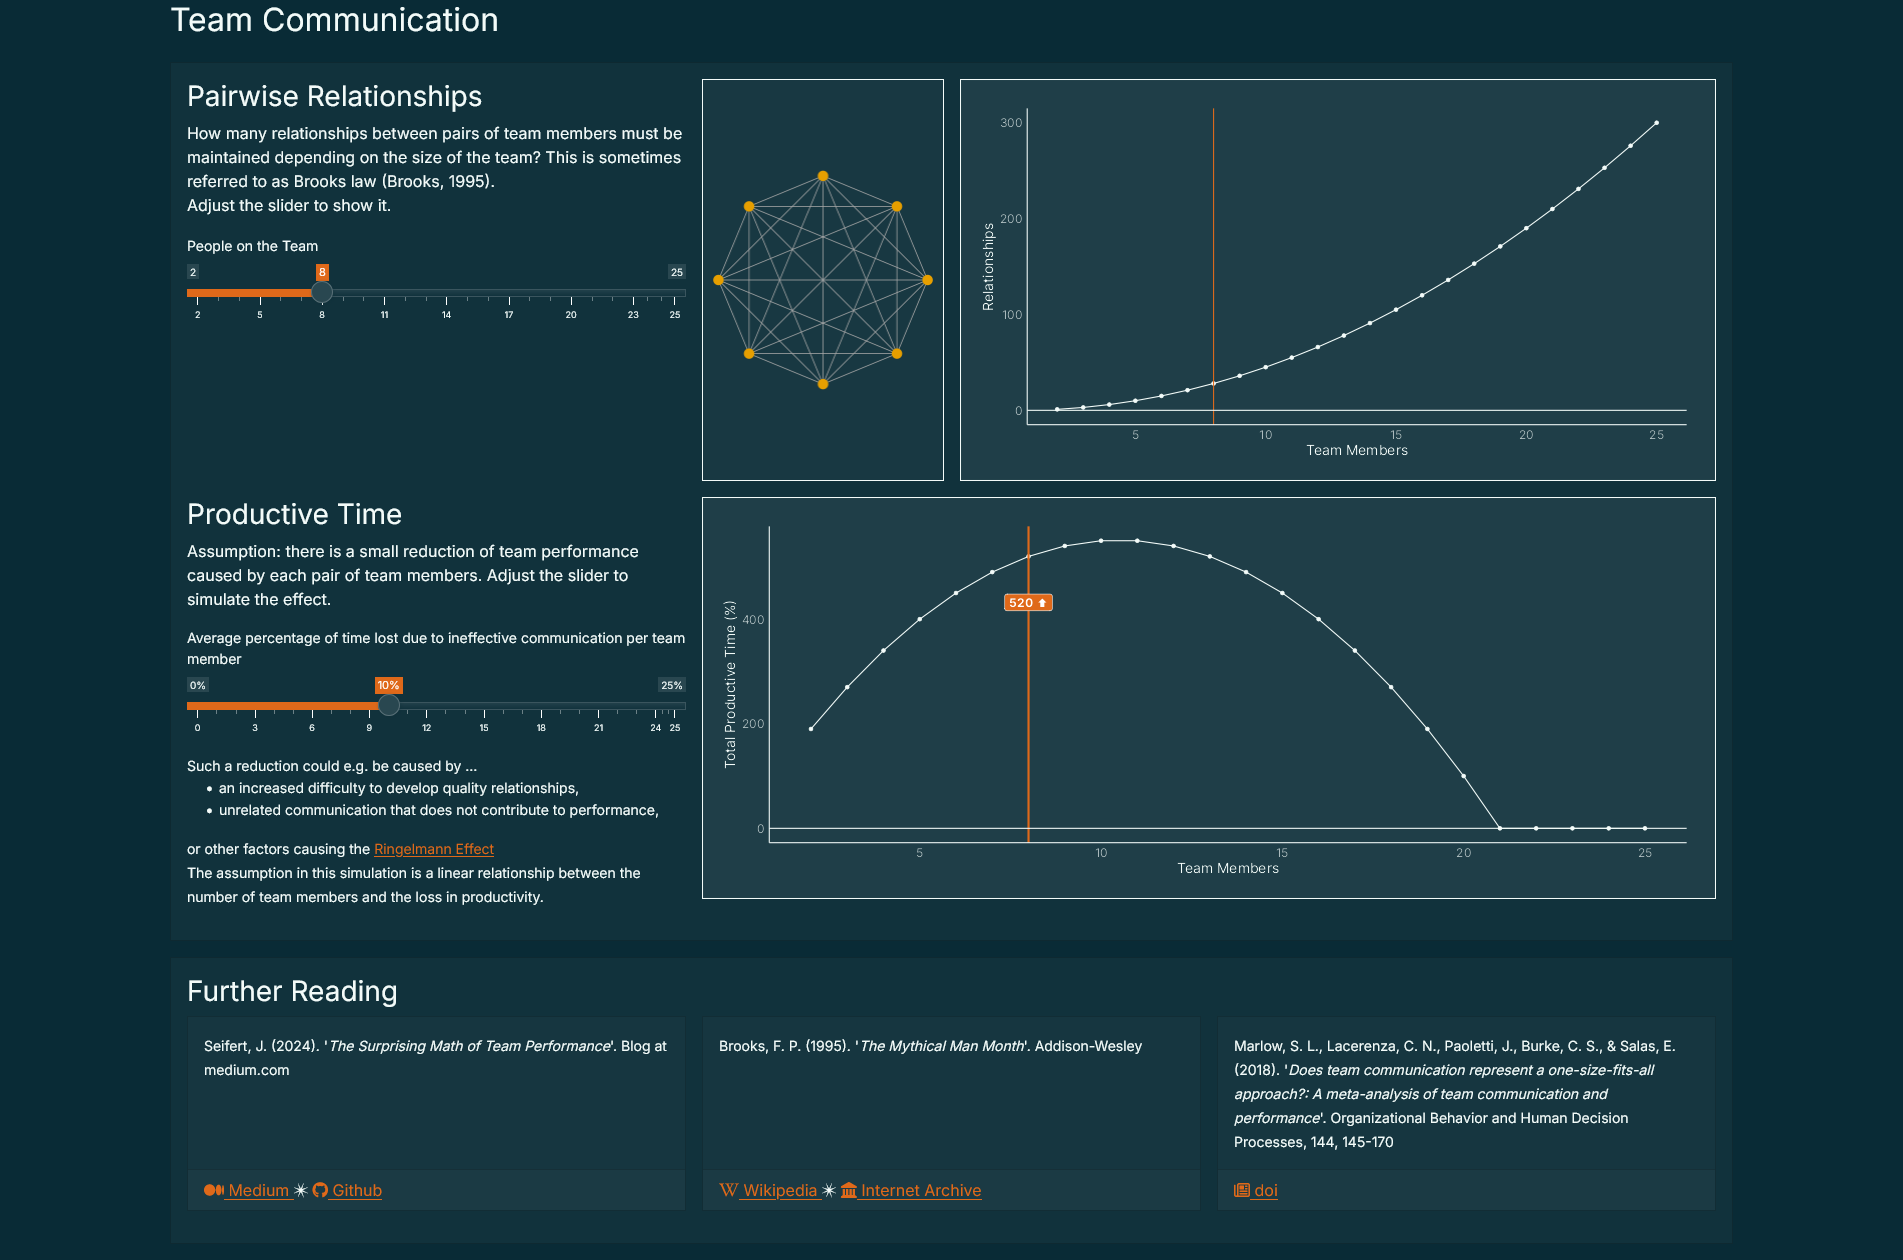 Team Communication
Pairwise Relationships
How many relationships between pairs of team members must be
maintained depending on the size of the team? This is sometimes
referred to as Brooks law (Brooks, 1995).
Adjust the slider to show it.
People on the Team
2 8 25
2 5 8 11 14 17 20 23 25
300
200
100
0
Relationships
5 10 15 20 25
Team Members
Productive Time
Assumption: there is a small reduction of team performance
caused by each pair of team members. Adjust the slider to
simulate the effect.
Average percentage of time lost due to ineffective communication per team
member
0% 10% 25%
0 3 6 9 12 15 18 21 24 25
Such a reduction could e.g. be caused by ...
• an increased difficulty to develop quality relationships,
• unrelated communication that does not contribute to performance,
or other factors causing the Ringelmann Effect
The assumption in this simulation is a linear relationship between the
number of team members and the loss in productivity.
520
400
200
0
Total Productive Time (%)
5 10 15 20 25
Team Members
Further Reading
Seifert, J. (2024). 'The Surprising Math of Team Performance'. Blog at
medium.com
Medium Github
Brooks, F. P. (1995). 'The Mythical Man Month'. Addison-Wesley
Wikipedia Internet Archive
Marlow, S. L., Lacerenza, C. N., Paoletti, J., Burke, C. S., & Salas, E.
(2018). 'Does team communication represent a one-size-fits-all
approach?: A meta-analysis of team communication and
performance'. Organizational Behavior and Human Decision
Processes, 144, 145-170
doi